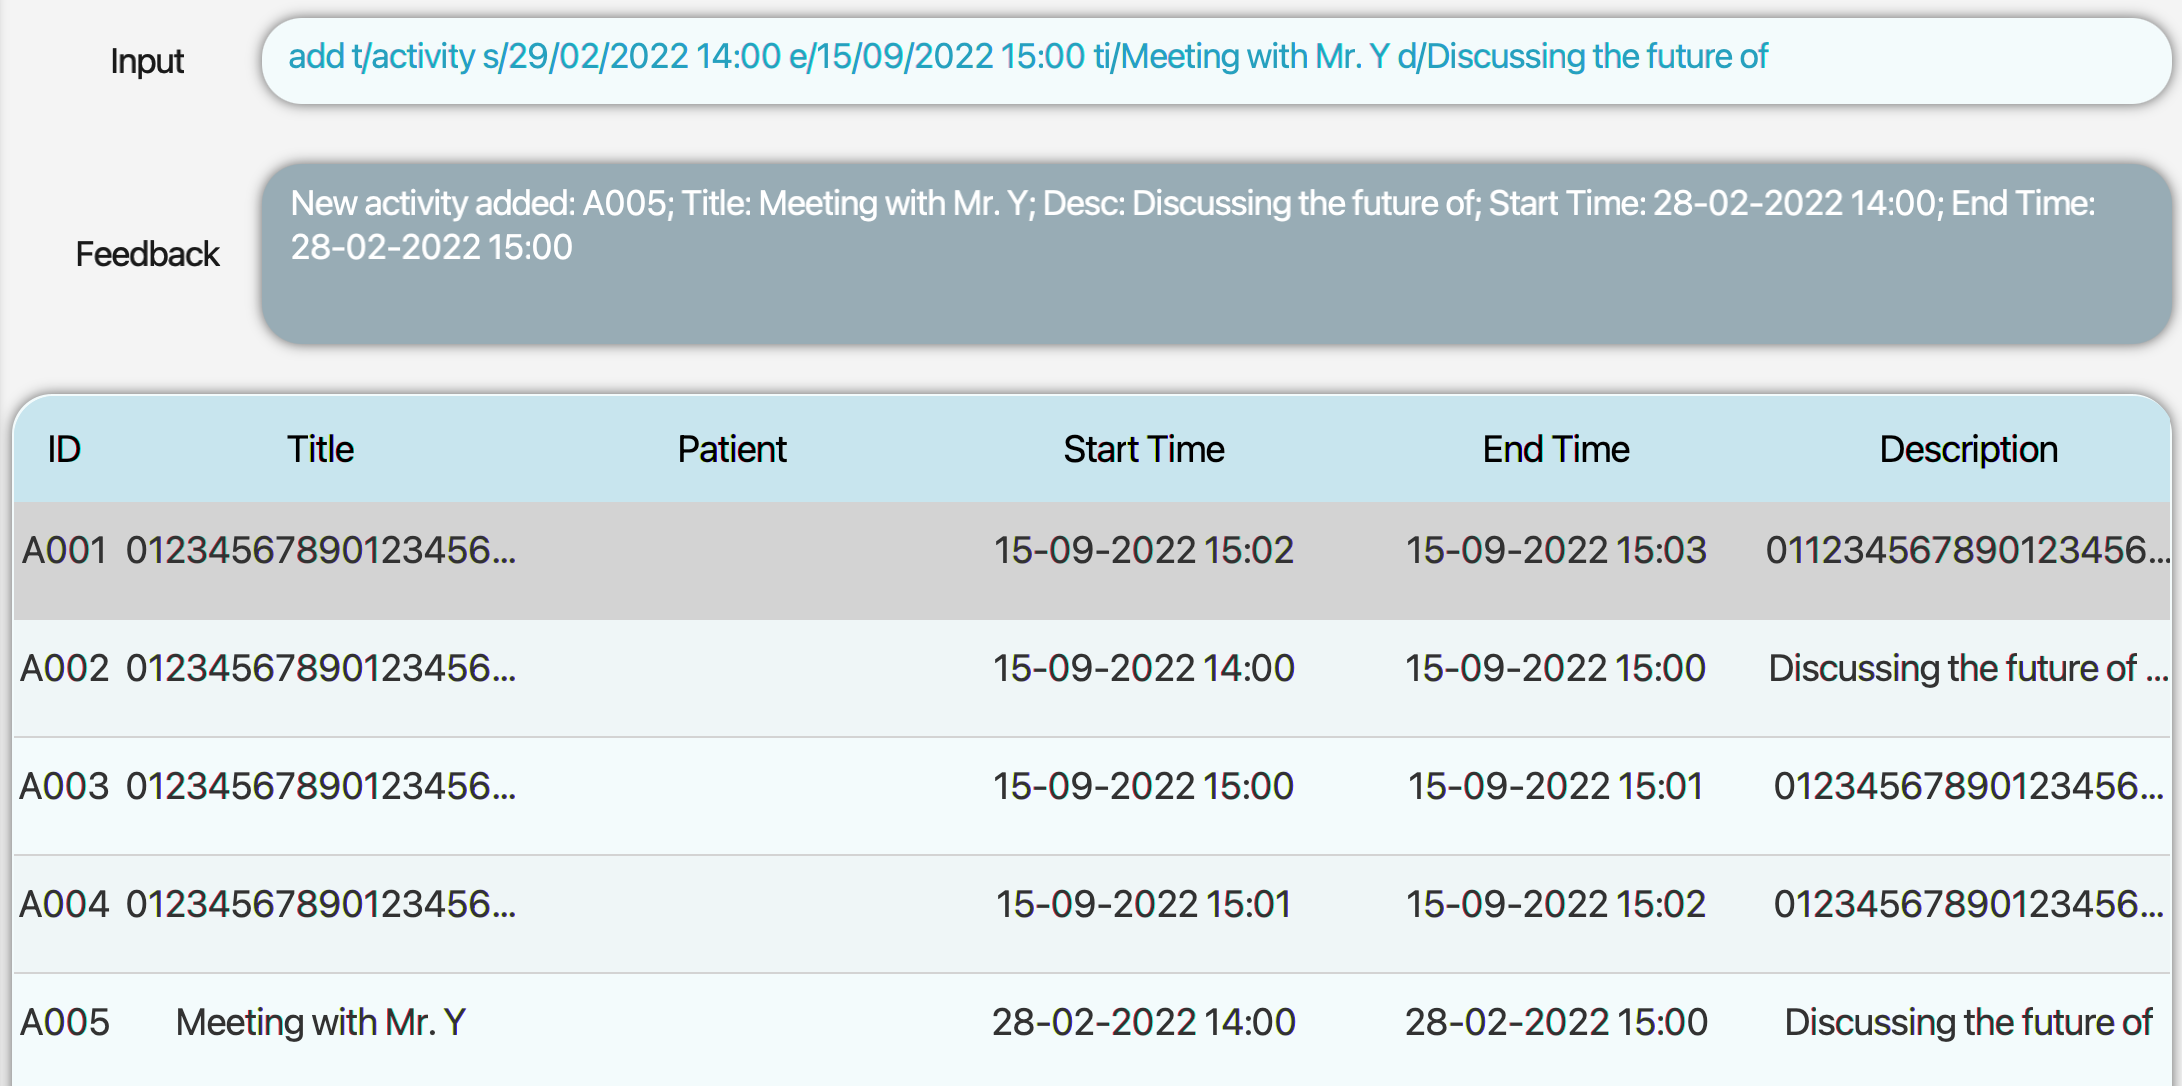 Input
add t/activity s/29/02/2022 14:00 e/15/09/2022 15:00 ti/Meeting with Mr. Y d/Discussing the future of
Feedback
New activity added: A005; Title: Meeting with Mr. Y; Desc: Discussing the future of; Start Time: 28-02-2022 14:00; End Time:
28-02-2022 15:00
ID Title Patient Start Time End Time Description
A001 01234567890123456... 15-09-2022 15:02 15-09-2022 15:03 011234567890123456...
A002 01234567890123456... 15-09-2022 14:00 15-09-2022 15:00 Discussing the future of ...
A003 01234567890123456... 15-09-2022 15:00 15-09-2022 15:01 01234567890123456...
A004 01234567890123456... 15-09-2022 15:01 15-09-2022 15:02 01234567890123456...
A005 Meeting with Mr. Y 28-02-2022 14:00 28-02-2022 15:00 Discussing the future of